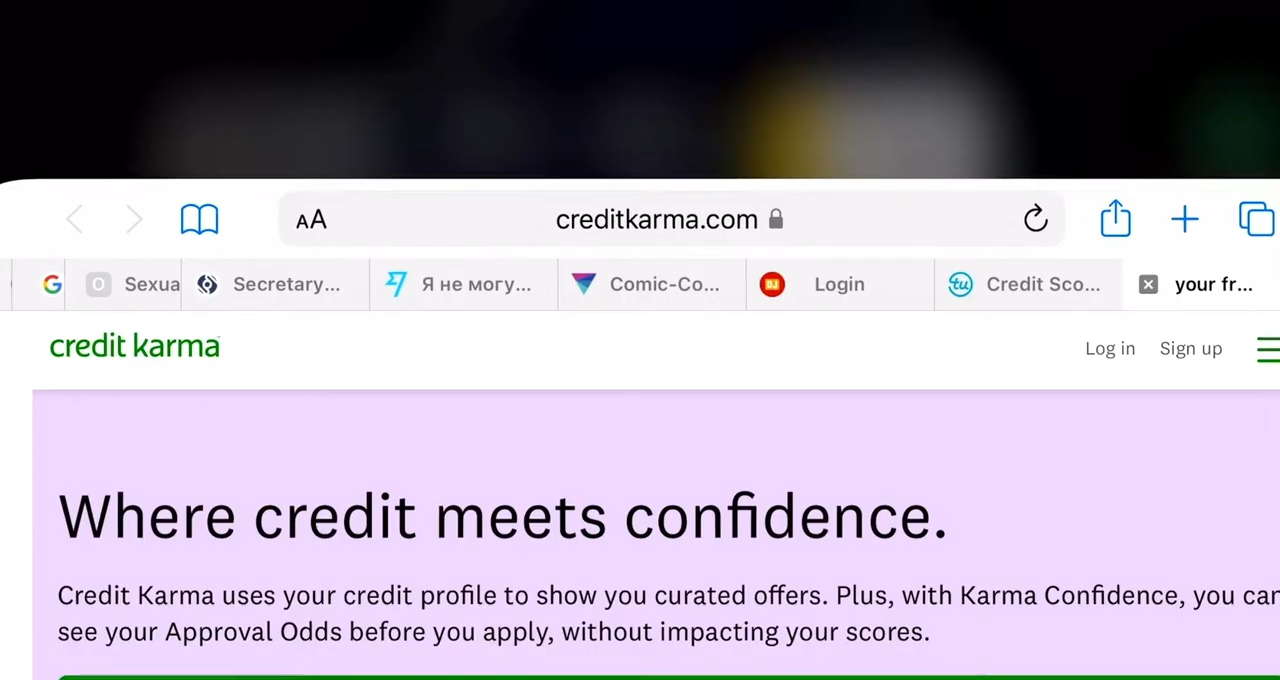 AA creditkarma.com
Sexua Secretary... Я не могу... Comic-Co... Login Credit Sco... your fr...
credit karma Log in Sign up
Where credit meets confidence.
Credit Karma uses your credit profile to show you curated offers. Plus, with Karma Confidence, you can
see your Approval Odds before you apply, without impacting your scores.